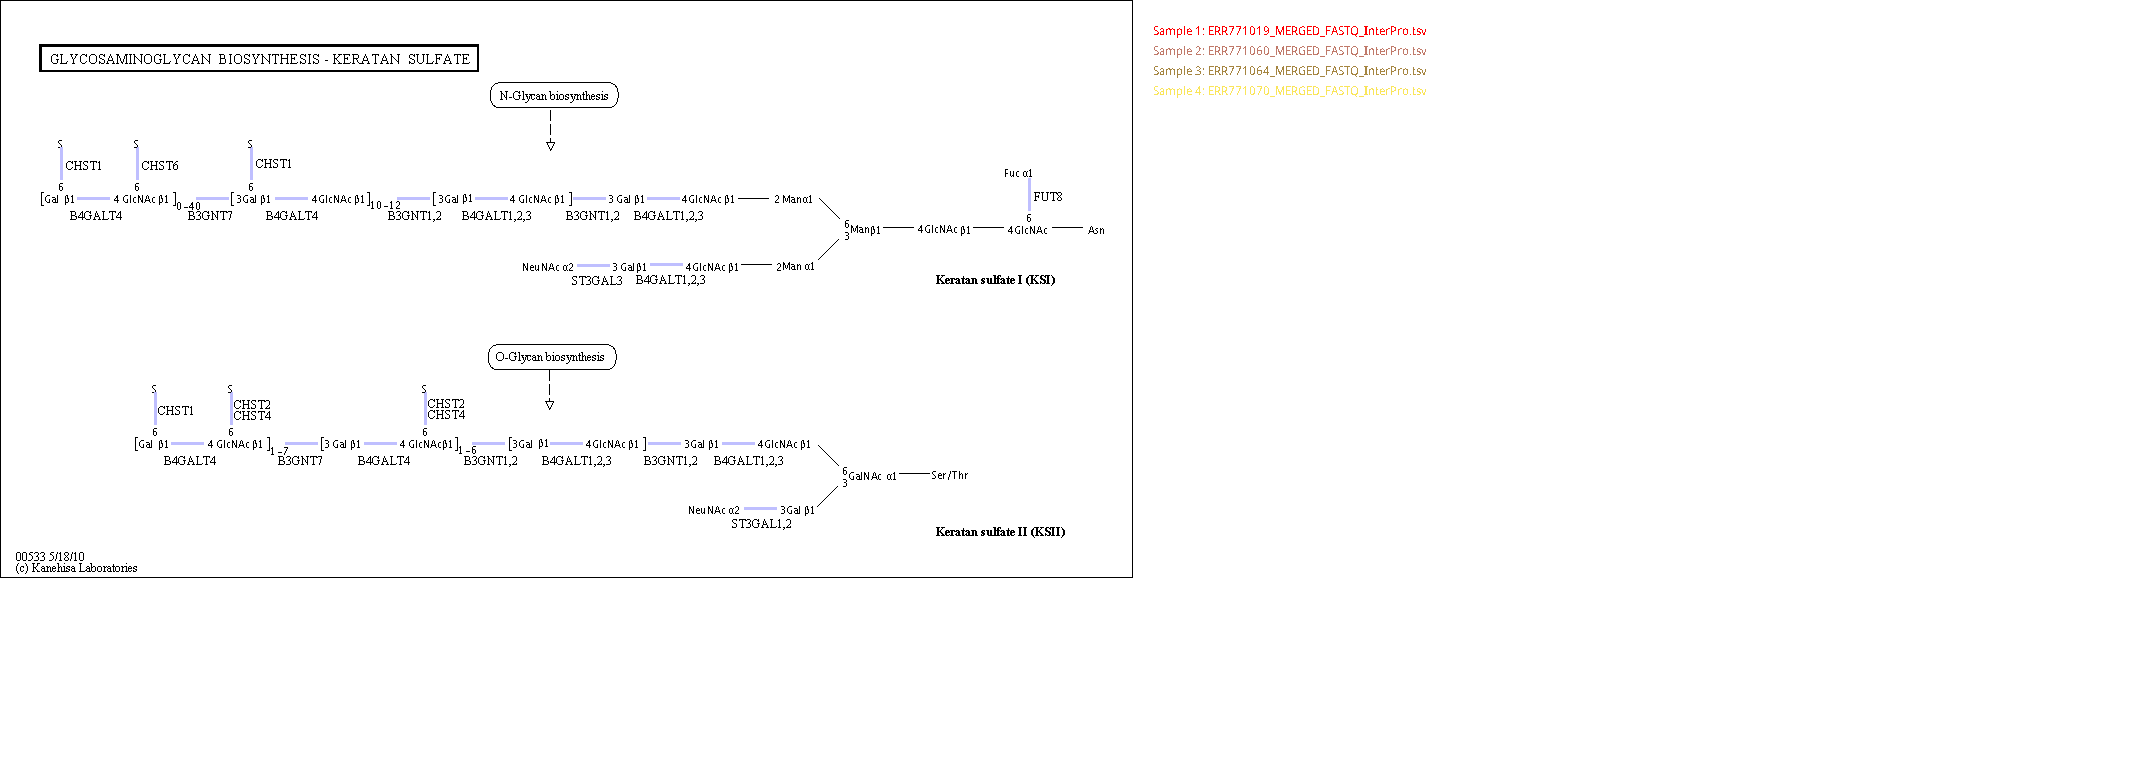 GLYCOSAMINOGLYCAN BIOSYNTHESIS - KERATAN SULFATE
Sample 1: ERR771019_MERGED_FASTQ_InterPro.tsv
Sample 2: ERR771060_MERGED_FASTQ_InterPro.tsv
Sample 3: ERR771064_MERGED_FASTQ_InterPro.tsv
Sample 4: ERR771070_MERGED_FASTQ_InterPro.tsv
N-Glycan biosynthesis
S S S
CHST1 CHST6 CHST1
Fuc α1
FUT8
6 6 6 6
[Gal β1 4 GlcNAc β1]0-40 [3Gal β1 4GlcNAc β1]10-12 [3Gal β1 4 GlcNAc β1] 3 Gal β1 4GlcNAc β1 2 Manα1
B4GALT4 B3GNT7 B4GALT4 B3GNT1,2 B4GALT1,2,3 B3GNT1,2 B4GALT1,2,3
6
3 Manβ1 4GlcNAc β1 4GlcNAc Asn
NeuNAc α2 3 Galβ1 4GlcNAc β1 2Man α1
ST3GAL3 B4GALT1,2,3
Keratan sulfate I (KSI)
O-Glycan biosynthesis
S S S
CHST1 CHST2 CHST2
CHST4 CHST4
6 6 6
[Gal β1 4 GlcNAc β1]1-7 [3 Gal β1 4 GlcNAcβ1]1-6 [3Gal β1 4GlcNAc β1] 3Gal β1 4GlcNAc β1
B4GALT4 B3GNT7 B4GALT4 B3GNT1,2 B4GALT1,2,3 B3GNT1,2 B4GALT1,2,3
6
3 GalNAc α1 Ser/Thr
NeuNAc α2 3Gal β1
ST3GAL1,2
Keratan sulfate II (KSII)
00533 5/18/10
(c) Kanehisa Laboratories